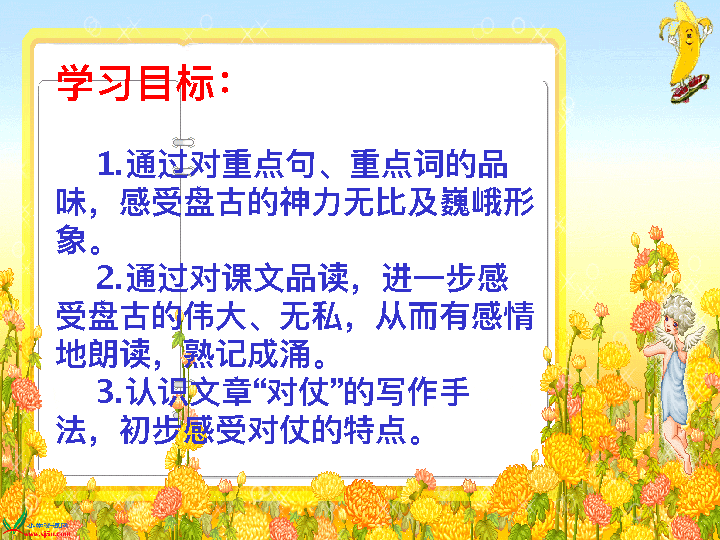 学习目标：
1.通过对重点句、重点词的品
味，感受盘古的神力无比及巍峨形
象。
2.通过对课文品读，进一步感
受盘古的伟大、无私，从而有感情
地朗读，熟记成涌。
3.认识文章“对仗”的写作手
法，初步感受对仗的特点。